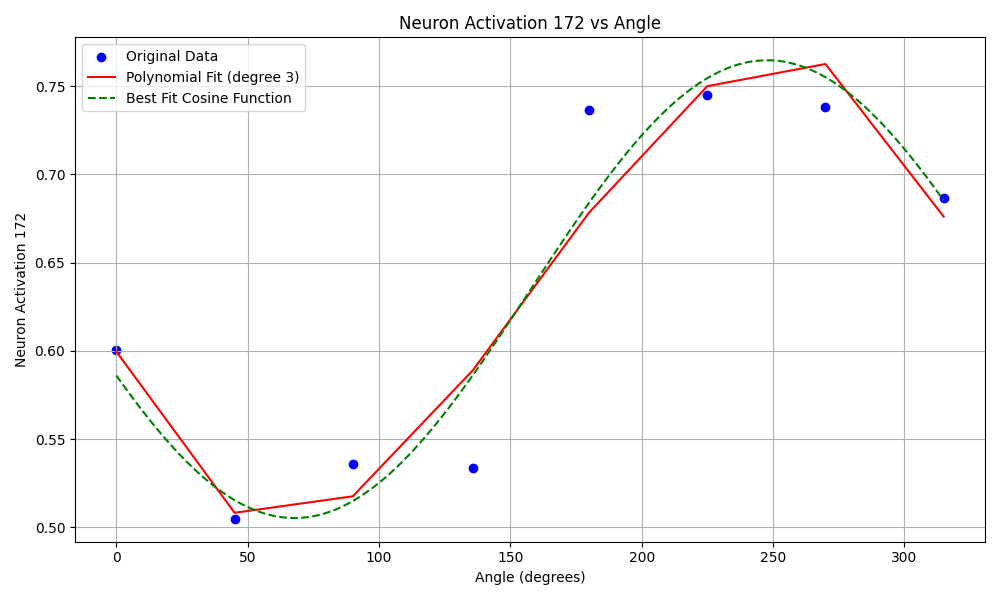 Neuron Activation 172 vs Angle
Original Data
Polynomial Fit (degree 3)
Best Fit Cosine Function
Neuron Activation 172
0.75
0.70
0.65
0.60
0.55
0.50
0 50 100 150 200 250 300
Angle (degrees)